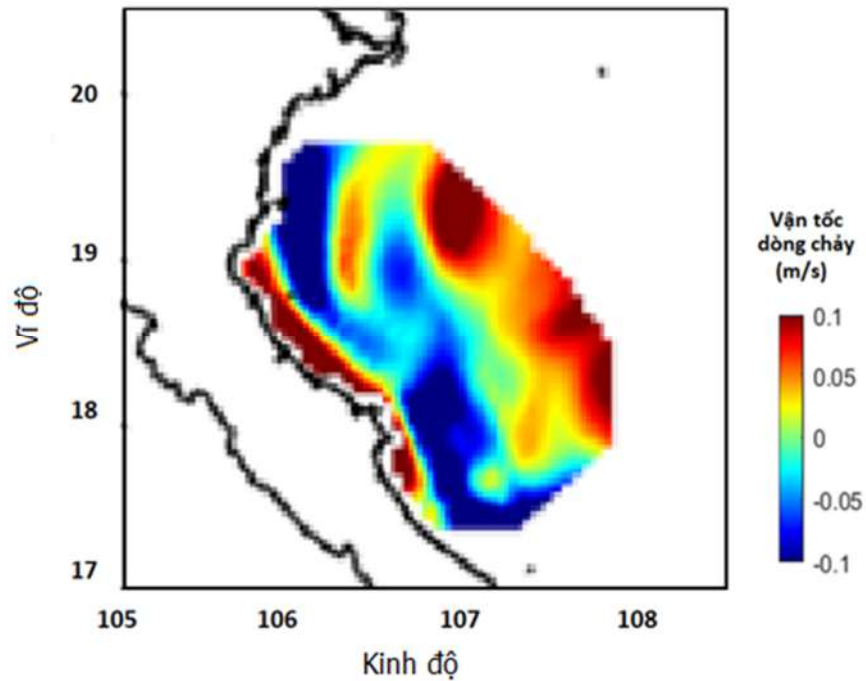 20
19
18
17
Vĩ độ
105 106 107 108
Kinh độ
Vận tốc
dòng chảy
(m/s)
0.1
0.05
0
-0.05
-0.1